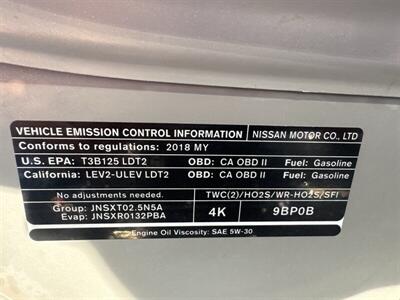 VEHICLE EMISSION CONTROL INFORMATION NISSAN MOTOR CO., LTD
Conforms to regulations: 2018 MY
U.S. EPA: T3B125 LDT2 OBD: CA OBD II Fuel: Gasoline
California: LEV2-ULEV LDT2 OBD: CA OBD II Fuel: Gasoline
No adjustments needed. TWC(2)/HO2S/WR-HO2S/SFI
Group: JNSXT02.5N5A
Evap: JNSXR0132PBA
4K 9BP0B
Engine Oil Viscosity: SAE 5W-30